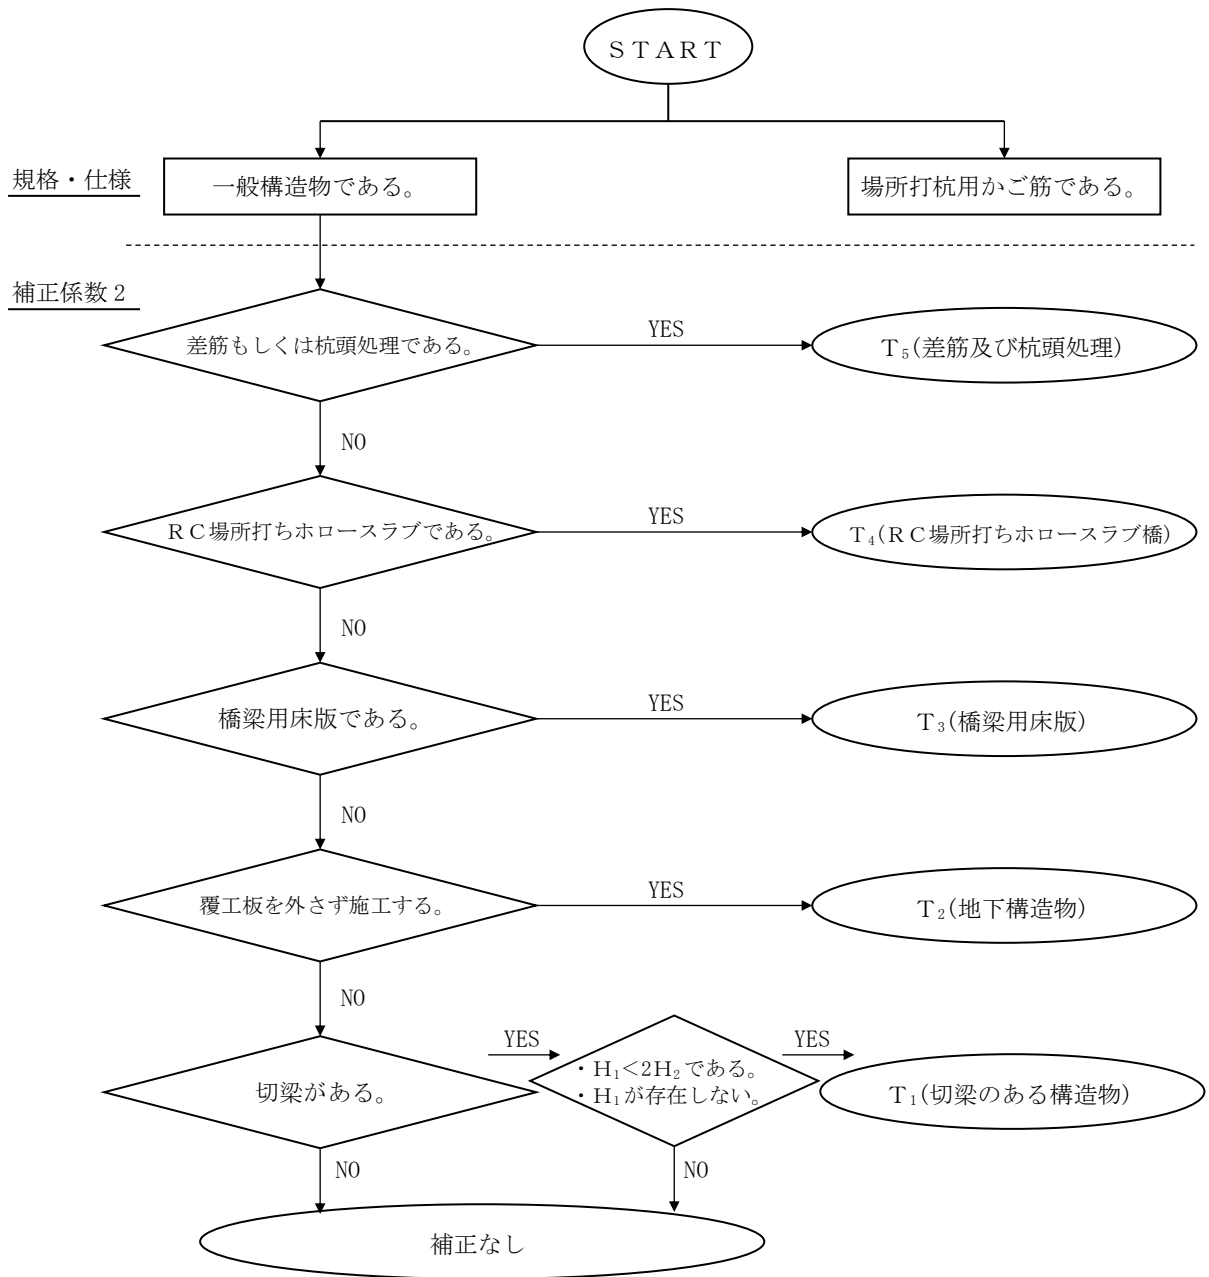 ＳＴＡＲＴ
規格・仕様
一般構造物である。
場所打杭用かご筋である。
補正係数２
差筋もしくは杭頭処理である。
YES
Ｔ₅(差筋及び杭頭処理)
NO
ＲＣ場所打ちホロースラブである。
YES
Ｔ₄(ＲＣ場所打ちホロースラブ橋)
NO
橋梁用床版である。
YES
Ｔ₃(橋梁用床版)
NO
覆工板を外さず施工する。
YES
Ｔ₂(地下構造物)
NO
切梁がある。
YES
・Ｈ₁<2Ｈ₂である。
・Ｈ₁が存在しない。
YES
Ｔ₁(切梁のある構造物)
NO
NO
補正なし